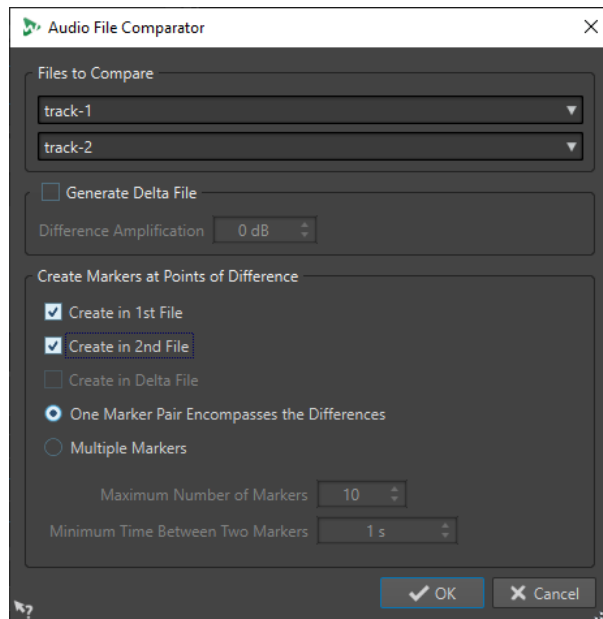 Audio File Comparator
Files to Compare
track-1
track-2
Generate Delta File
Difference Amplification 0 dB
Create Markers at Points of Difference
Create in 1st File
Create in 2nd File
Create in Delta File
One Marker Pair Encompasses the Differences
Multiple Markers
Maximum Number of Markers 10
Minimum Time Between Two Markers 1 s
OK Cancel
?